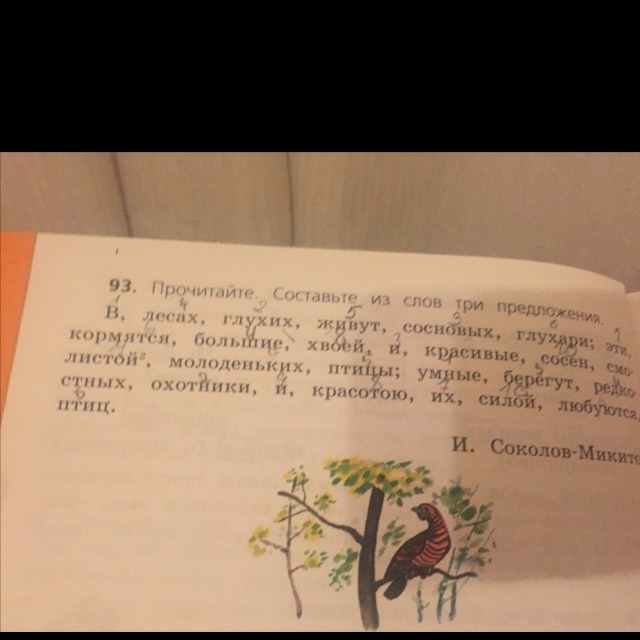 93. Прочитайте. Составьте из слов три предложения.
В, лесах, глухих, живут, сосновых, глухари; эти,
кормятся, большие, хвоей, и, красивые, сосен, смо-
листой², молоденьких, птицы; умные, берегут, редко-
стных, охотники, и, красотою, их, силой, любуются,
птиц.
И. Соколов-Микито